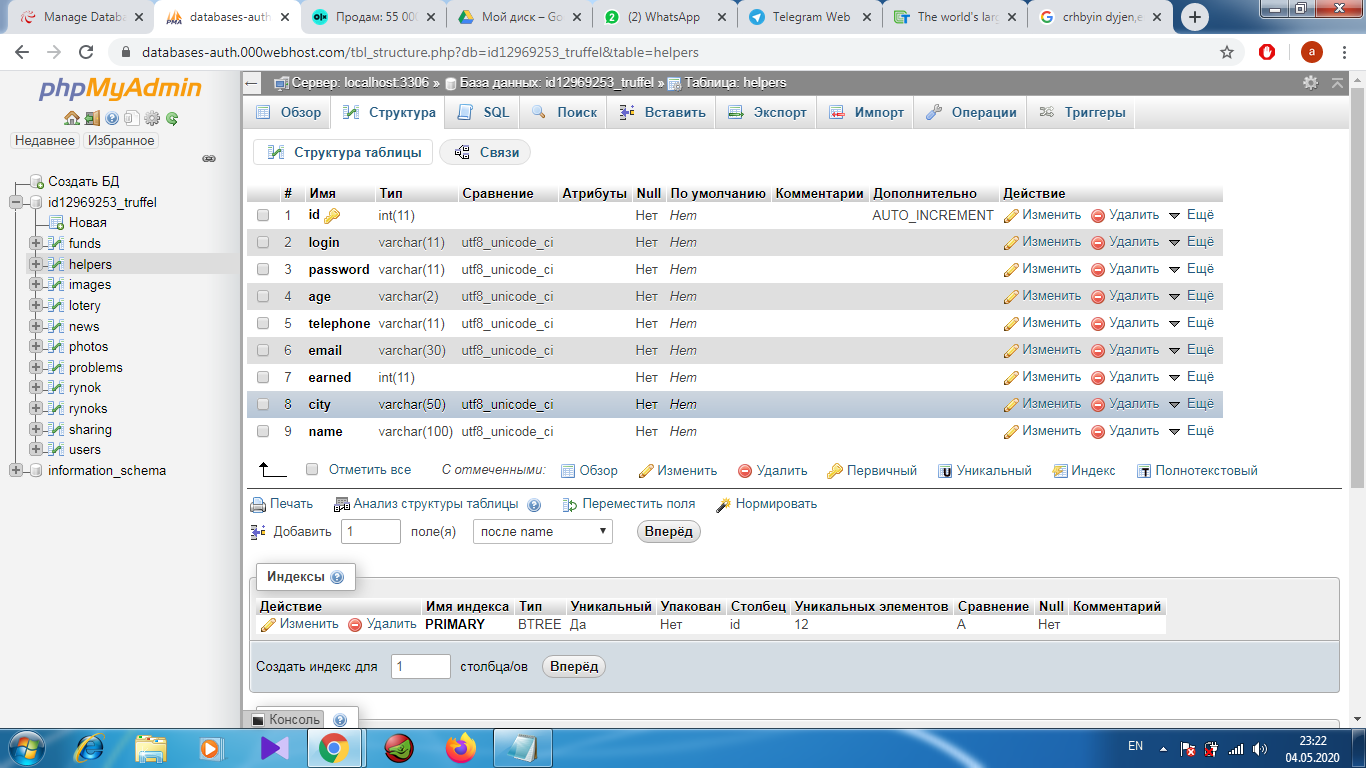 Manage Datab
databases-auth
Продам: 55 00
Мой диск – Go
(2) WhatsApp
Telegram Web
The world's lar
crhbyin dyjen,e
databases-auth.000webhost.com/tbl_structure.php?db=id12969253_truffel&table=helpers
a
phpMyAdmin
Недавнее Избранное
Создать БД
id12969253_truffel
Новая
funds
helpers
images
lotery
news
photos
problems
rynok
rynoks
sharing
users
information_schema
Сервер: localhost:3306 » База данных: id12969253_truffel » Таблица: helpers
Обзор Структура SQL Поиск Вставить Экспорт Импорт Операции Триггеры
Структура таблицы Связи
# Имя Тип Сравнение Атрибуты Null По умолчанию Комментарии Дополнительно Действие
1 id int(11) Нет Нет AUTO_INCREMENT Изменить Удалить Ещё
2 login varchar(11) utf8_unicode_ci Нет Нет Изменить Удалить Ещё
3 password varchar(11) utf8_unicode_ci Нет Нет Изменить Удалить Ещё
4 age varchar(2) utf8_unicode_ci Нет Нет Изменить Удалить Ещё
5 telephone varchar(11) utf8_unicode_ci Нет Нет Изменить Удалить Ещё
6 email varchar(30) utf8_unicode_ci Нет Нет Изменить Удалить Ещё
7 earned int(11) Нет Нет Изменить Удалить Ещё
8 city varchar(50) utf8_unicode_ci Нет Нет Изменить Удалить Ещё
9 name varchar(100) utf8_unicode_ci Нет Нет Изменить Удалить Ещё
Отметить все С отмеченными: Обзор Изменить Удалить Первичный Уникальный Индекс Полнотекстовый
Печать Анализ структуры таблицы Переместить поля Нормировать
Добавить 1 поле(я) после name Вперёд
Индексы
Действие Имя индекса Тип Уникальный Упакован Столбец Уникальных элементов Сравнение Null Комментарий
Изменить Удалить PRIMARY BTREE Да Нет id 12 A Нет
Создать индекс для 1 столбца/ов Вперёд
Консоль
EN
23:22
04.05.2020